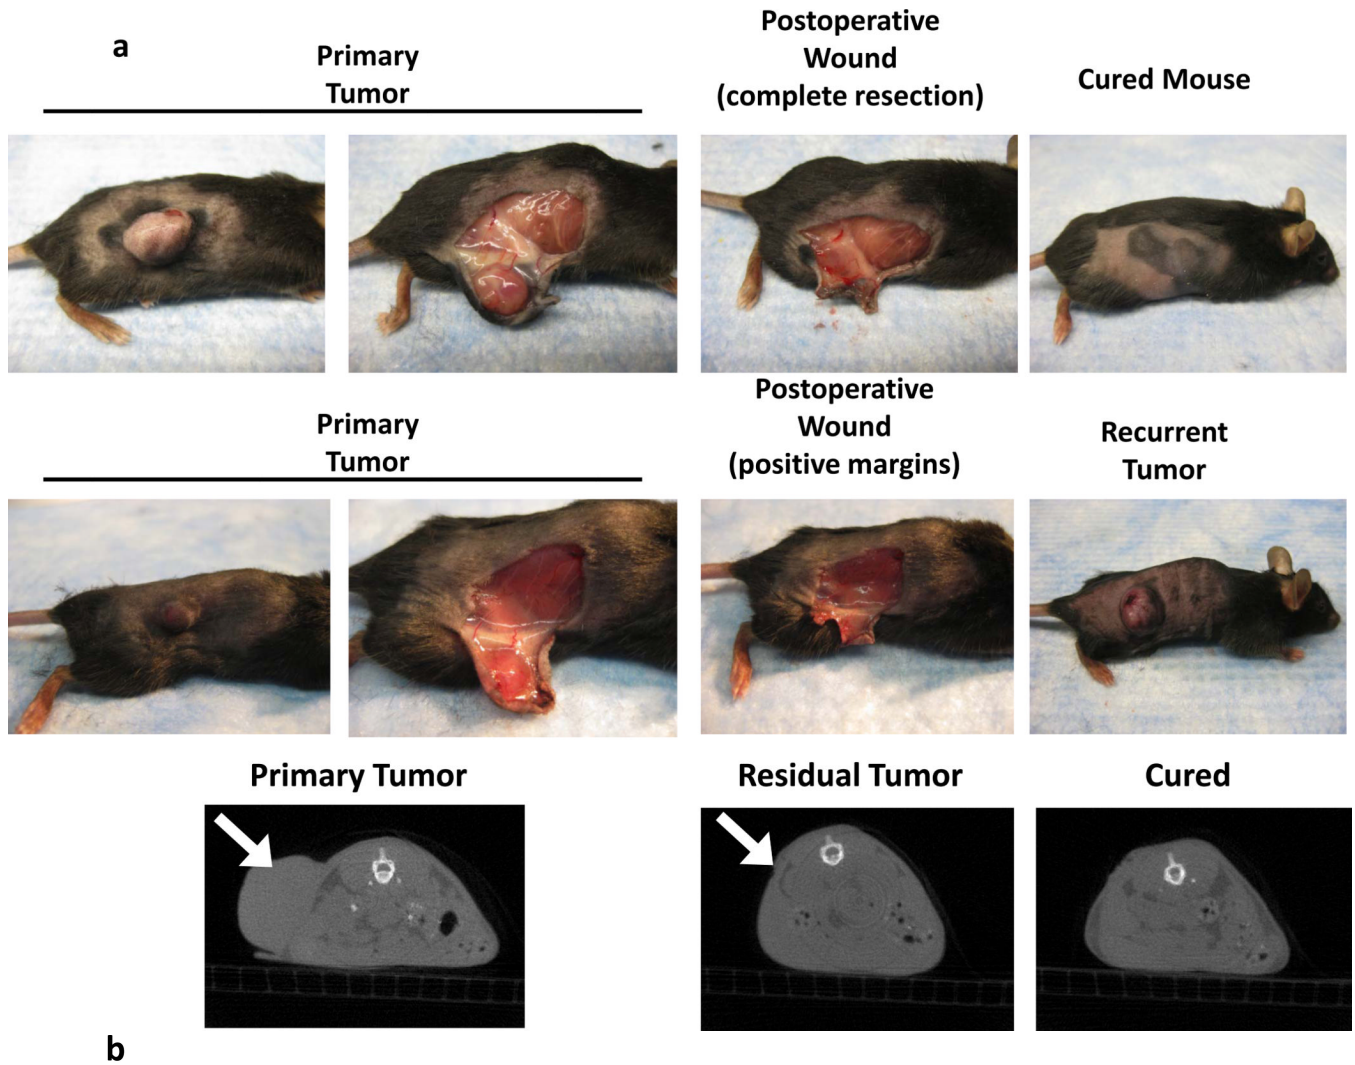 a
Primary
Tumor
Postoperative
Wound
(complete resection)
Cured Mouse
Primary
Tumor
Postoperative
Wound
(positive margins)
Recurrent
Tumor
Primary Tumor
Residual Tumor
Cured
b